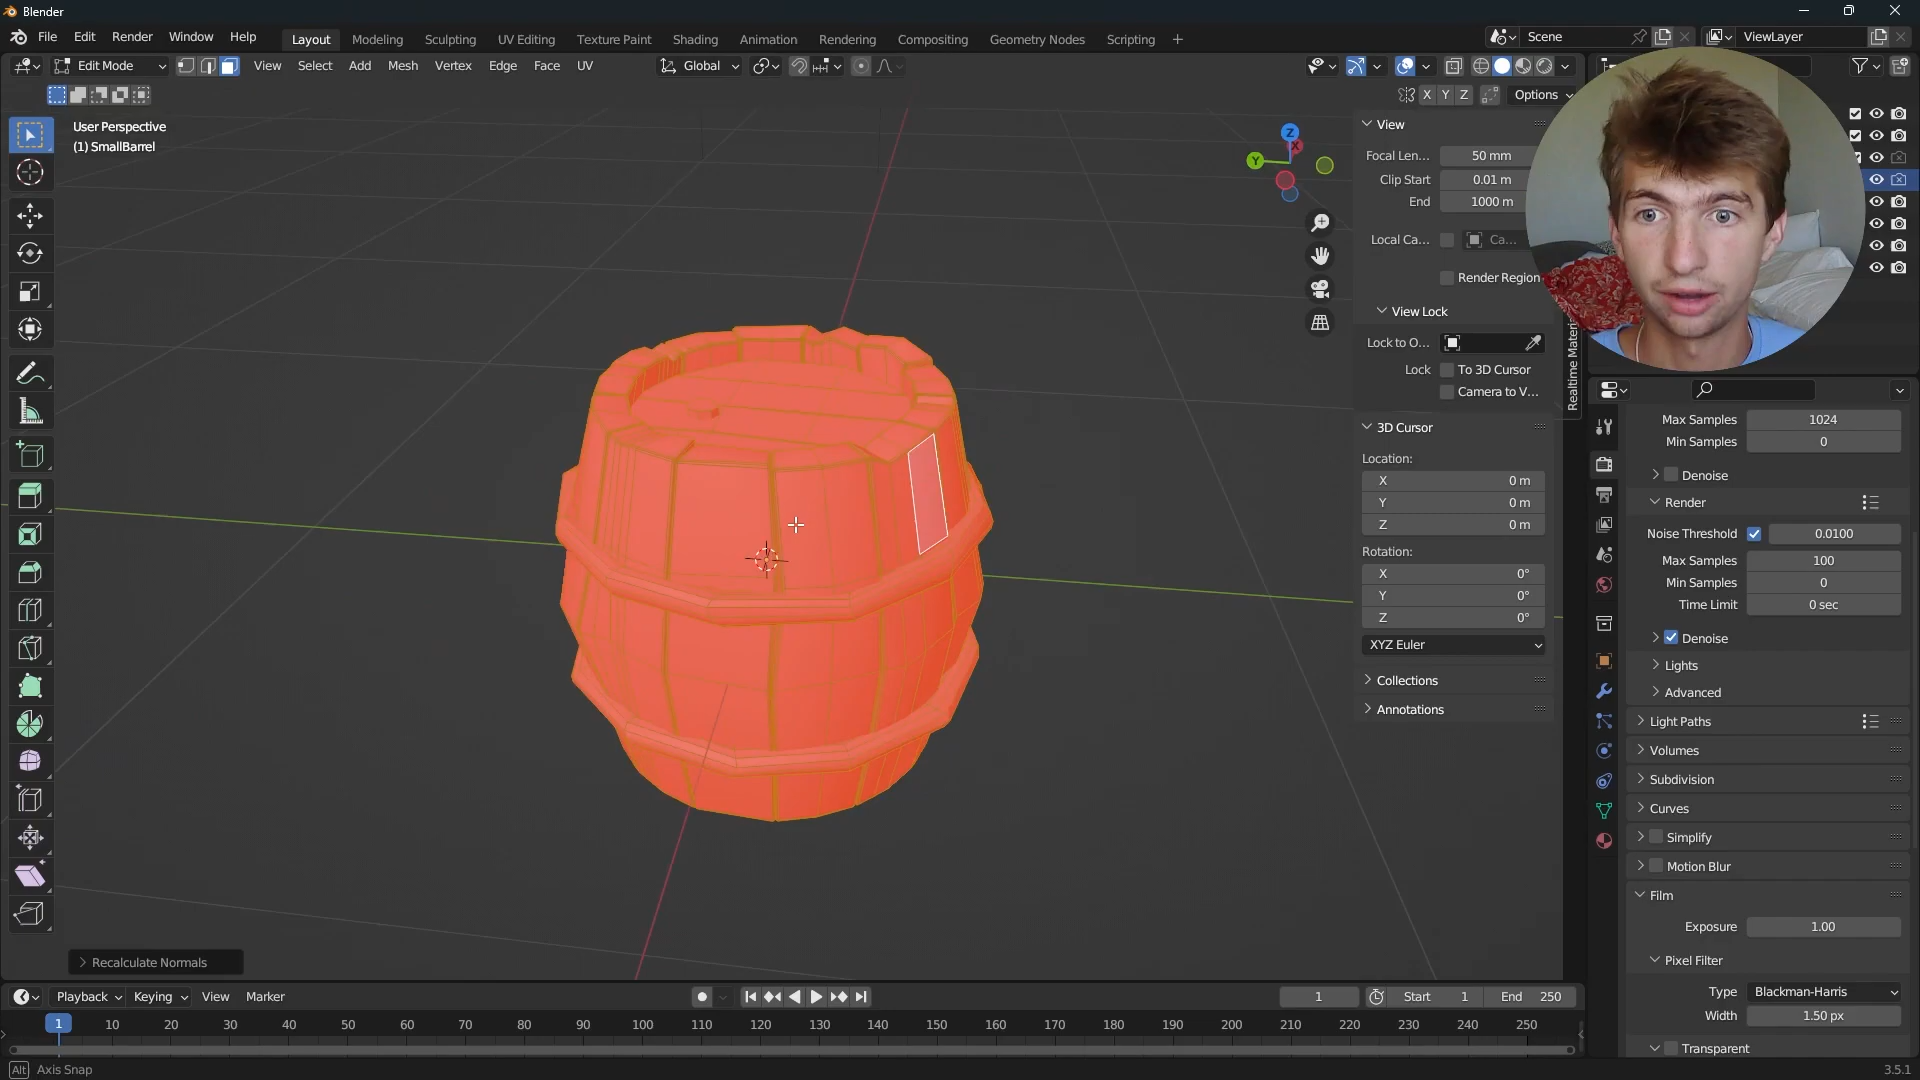 Blender
File Edit Render Window Help
Layout Modeling Sculpting UV Editing Texture Paint Shading Animation Rendering Compositing Geometry Nodes Scripting +
Scene
ViewLayer
Edit Mode
View Select Add Mesh Vertex Edge Face UV
Global
X Y Z
Options
User Perspective
(1) SmallBarrel
Z
X
Y
View
Focal Len... 50 mm
Clip Start 0.01 m
End 1000 m
Local Ca... Ca...
Render Region
View Lock
Lock to O...
Lock To 3D Cursor
Camera to V...
3D Cursor
Location:
X 0 m
Y 0 m
Z 0 m
Rotation:
X 0°
Y 0°
Z 0°
XYZ Euler
Collections
Annotations
Max Samples 1024
Min Samples 0
Denoise
Render
Noise Threshold 0.0100
Max Samples 100
Min Samples 0
Time Limit 0 sec
Denoise
Lights
Advanced
Light Paths
Volumes
Subdivision
Curves
Simplify
Motion Blur
Film
Exposure 1.00
Pixel Filter
Type Blackman-Harris
Width 1.50 px
Transparent
Recalculate Normals
Playback Keying View Marker
1 Start 1 End 250
1 10 20 30 40 50 60 70 80 90 100 110 120 130 140 150 160 170 180 190 200 210 220 230 240 250
Alt Axis Snap
3.5.1